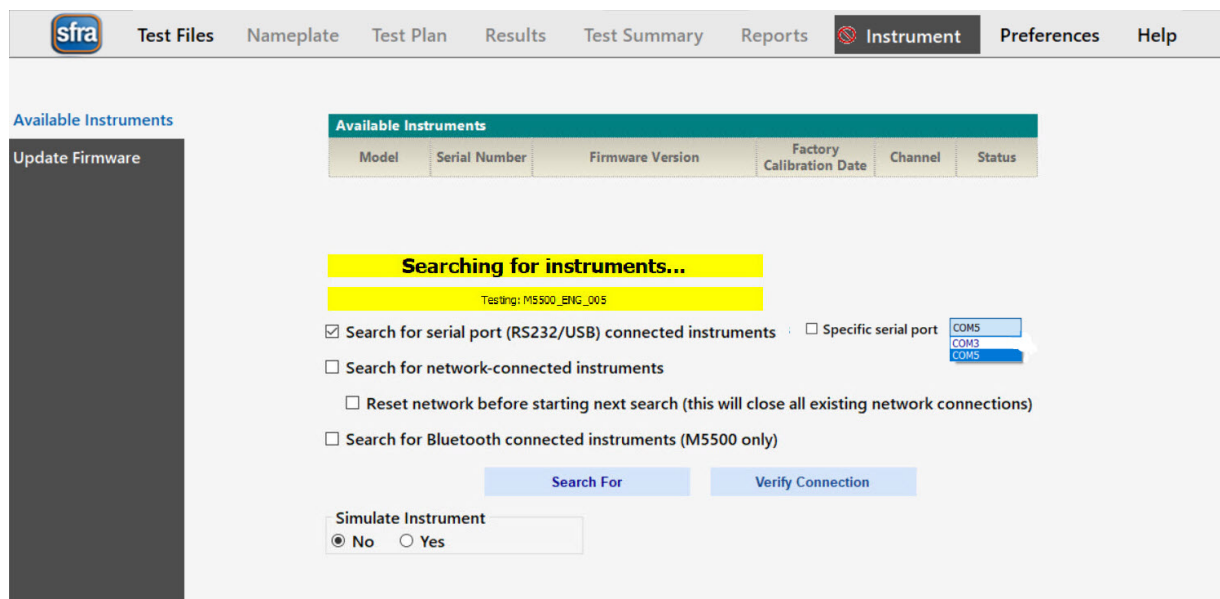 sfra Test Files Nameplate Test Plan Results Test Summary Reports Instrument Preferences Help
Available Instruments
Update Firmware
Available Instruments
Model Serial Number Firmware Version Factory Calibration Date Channel Status
Searching for instruments...
Testing: M5500_ENG_005
Search for serial port (RS232/USB) connected instruments Specific serial port COM5
COM3
COM5
Search for network-connected instruments
Reset network before starting next search (this will close all existing network connections)
Search for Bluetooth connected instruments (M5500 only)
Search For Verify Connection
Simulate Instrument
No Yes